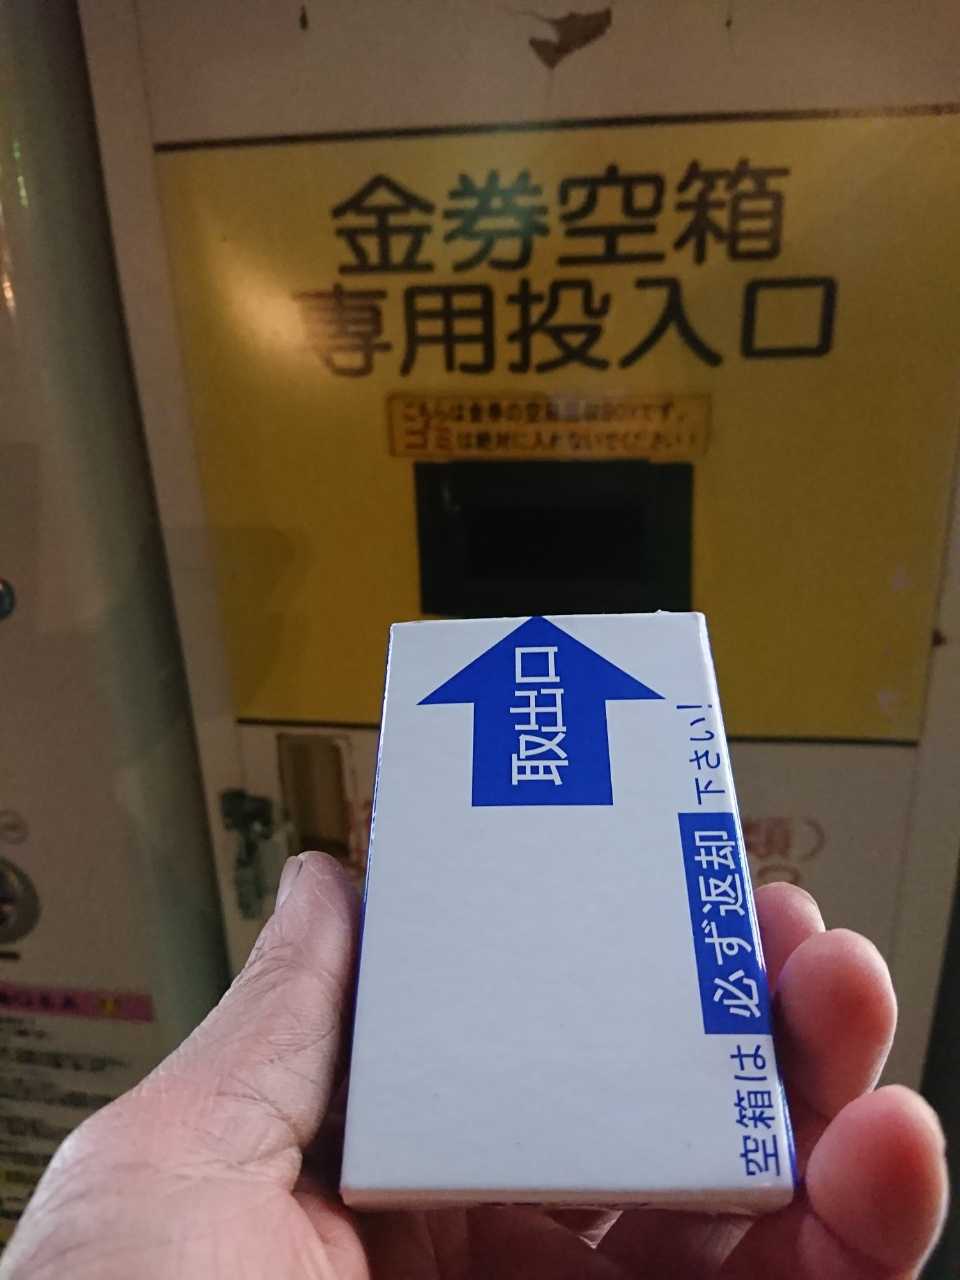 金券空箱
専用投入口
こちらは金券の空箱回収BOXです。
ゴミは絶対に入れないでください!
取出口
空箱は必ず返却下さい!